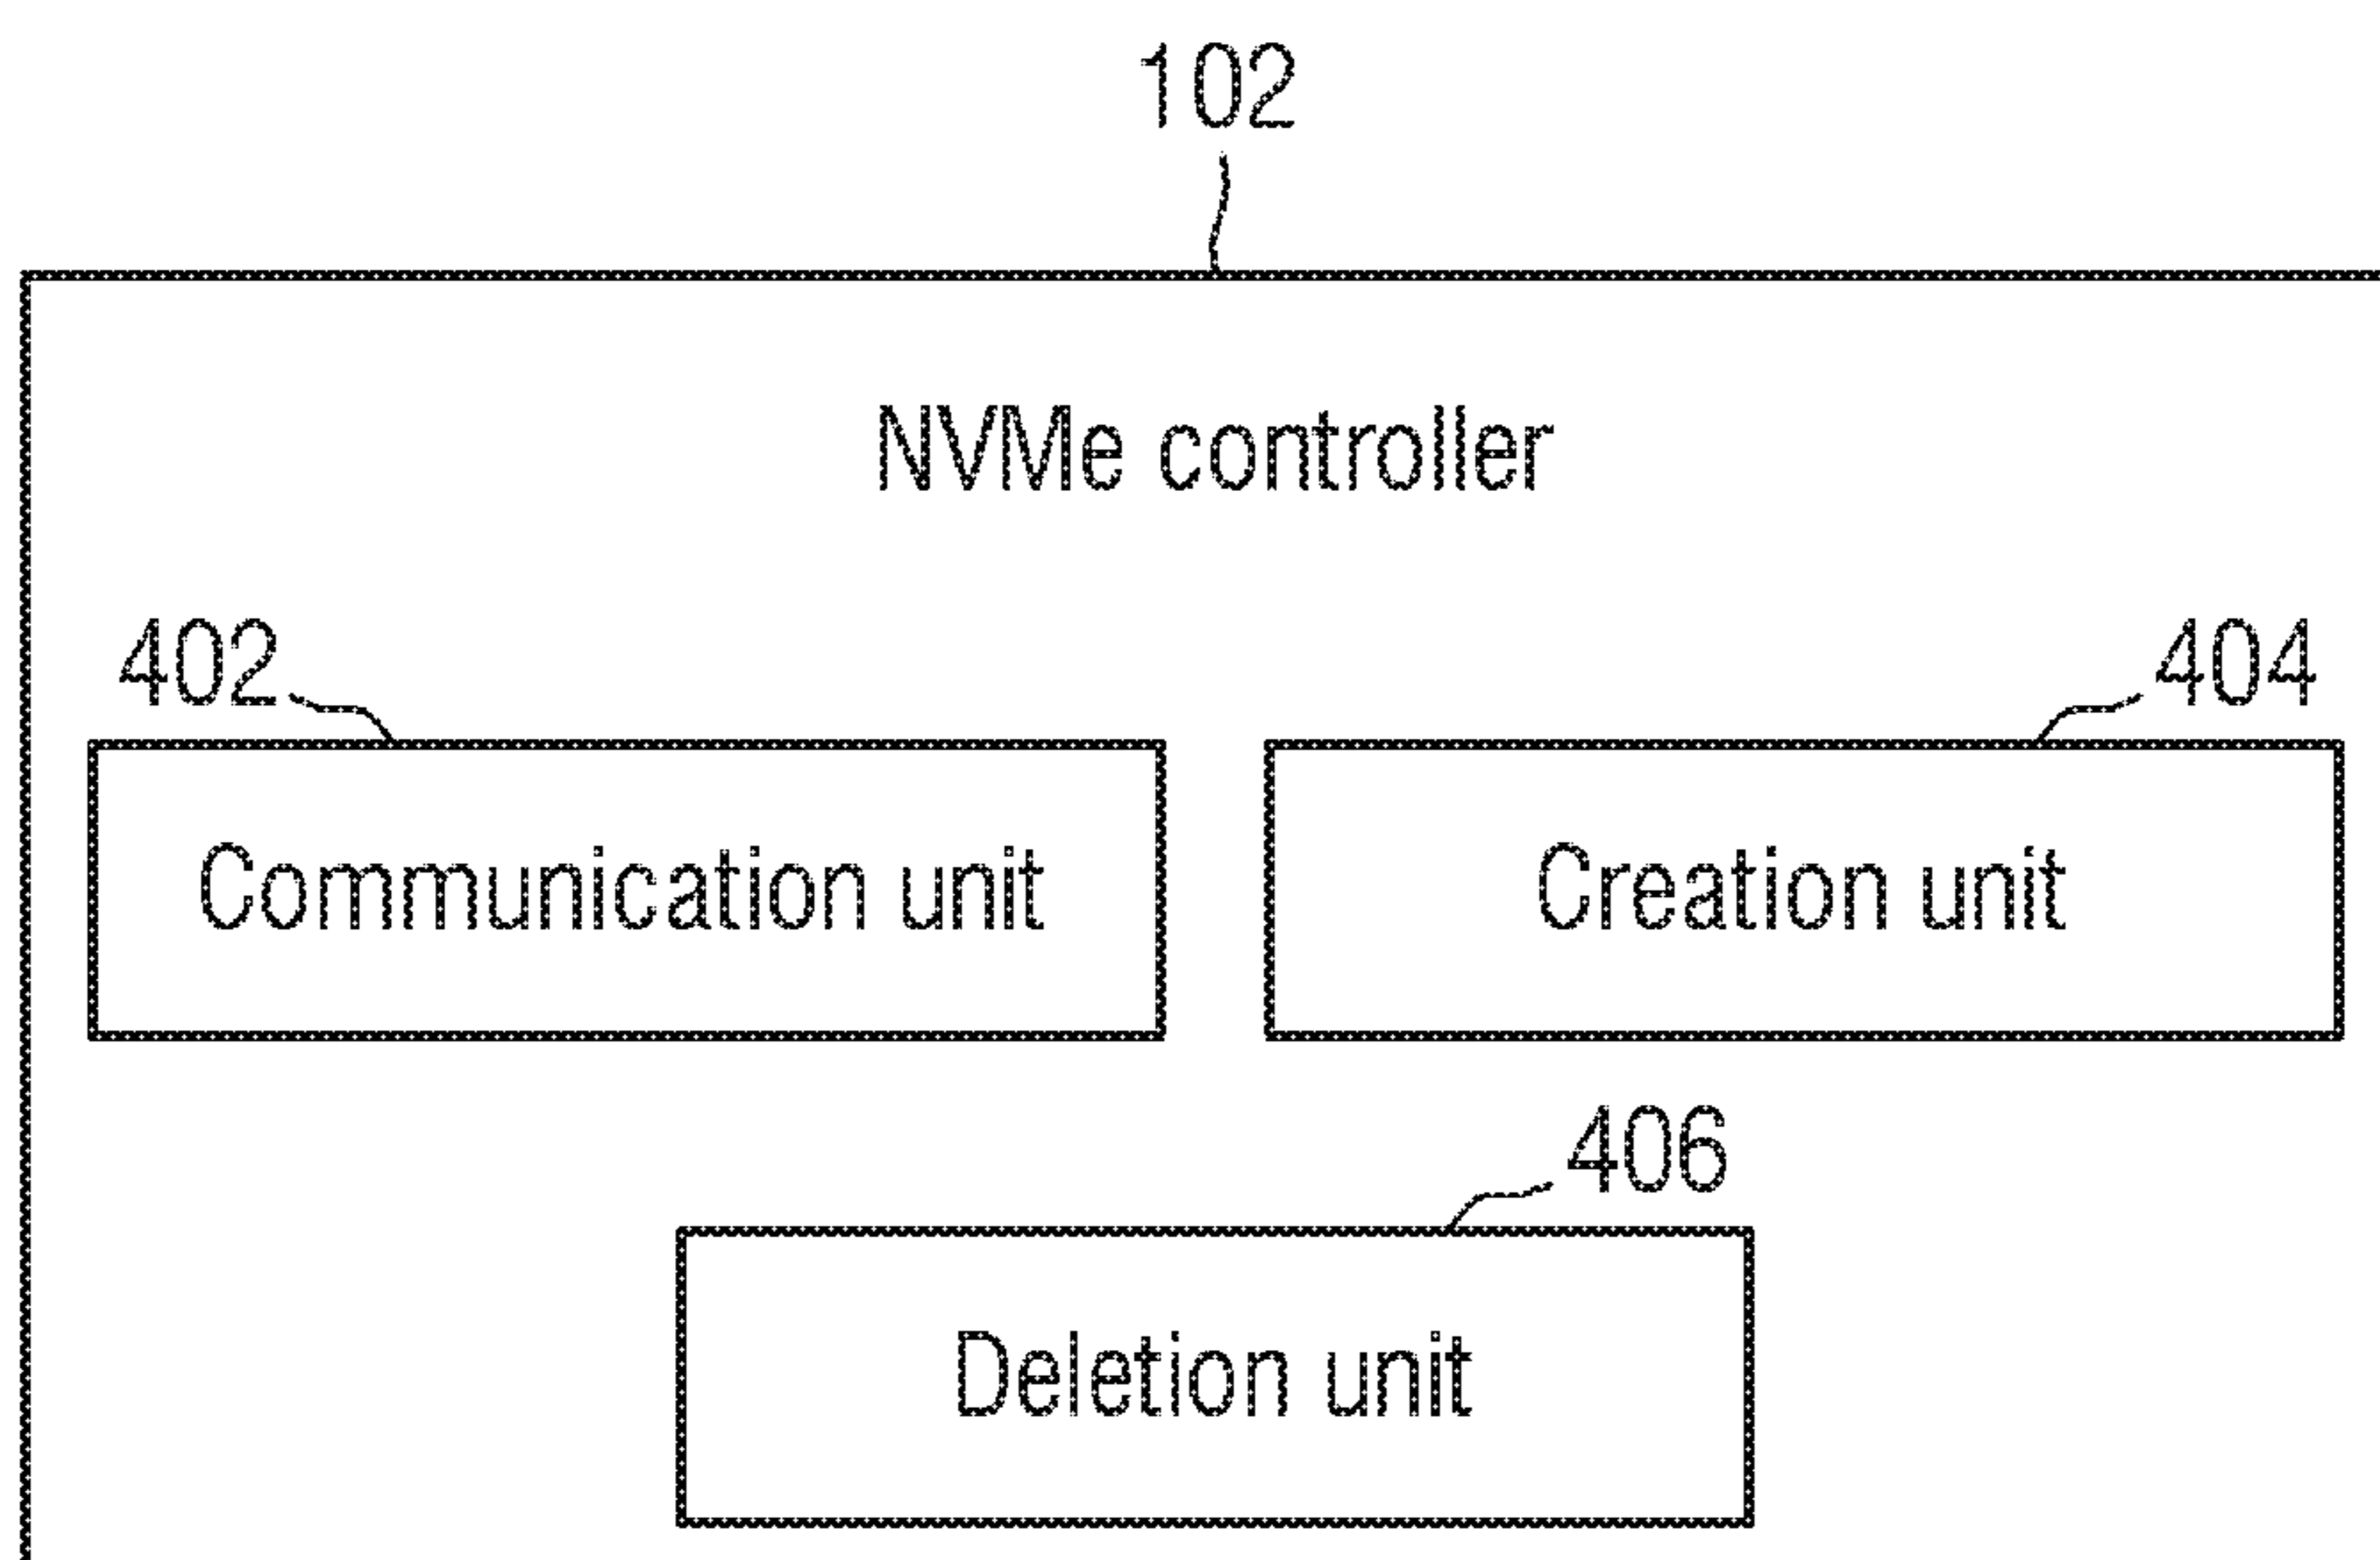 102
NVMe controller
402
404
Communication unit
Creation unit
406
Deletion unit